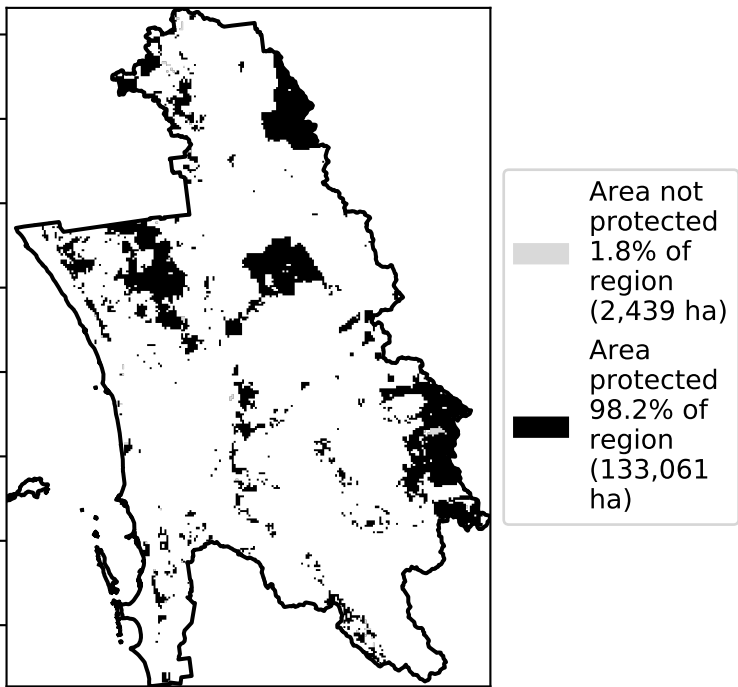 Area not
protected
1.8% of
region
(2,439 ha)
Area
protected
98.2% of
region
(133,061
ha)